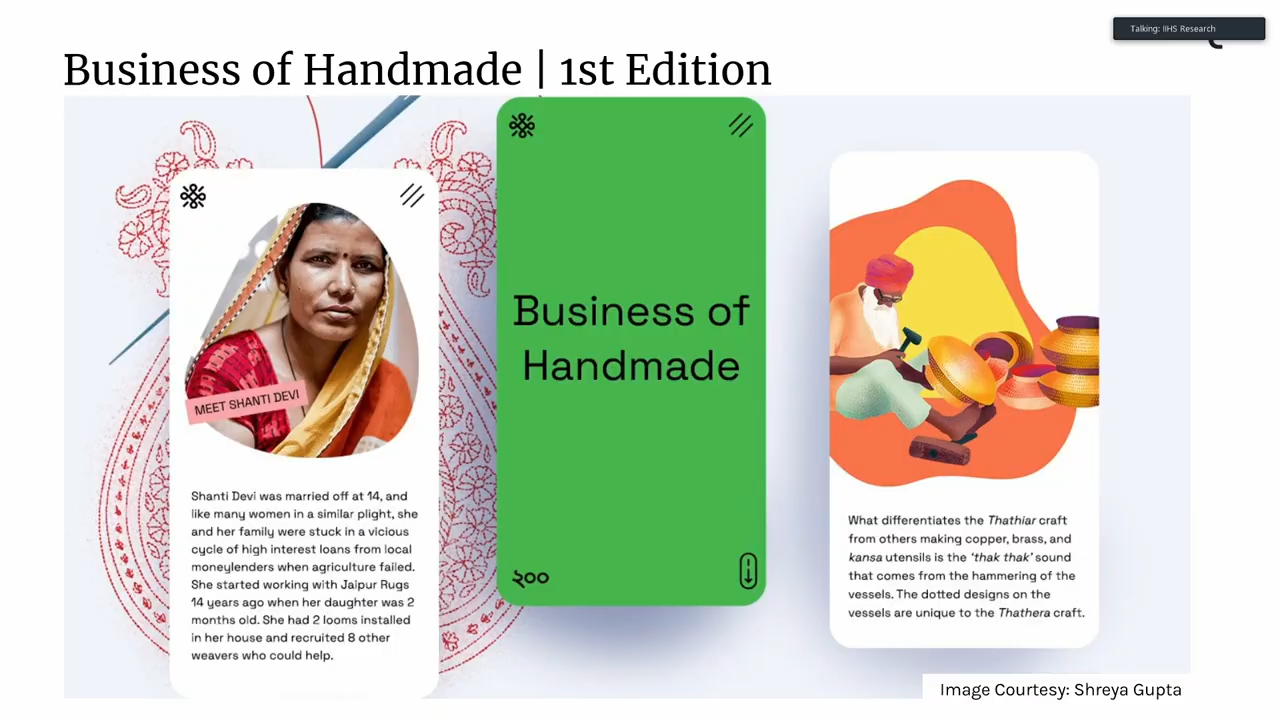 Talking: IIHS Research
Business of Handmade | 1st Edition
MEET SHANTI DEVI
Shanti Devi was married off at 14, and
like many women in a similar plight, she
and her family were stuck in a vicious
cycle of high interest loans from local
moneylenders when agriculture failed.
She started working with Jaipur Rugs
14 years ago when her daughter was 2
months old. She had 2 looms installed
in her house and recruited 8 other
weavers who could help.
Business of
Handmade
२००
What differentiates the Thathiar craft
from others making copper, brass, and
kansa utensils is the ‘thak thak’ sound
that comes from the hammering of the
vessels. The dotted designs on the
vessels are unique to the Thathera craft.
Image Courtesy: Shreya Gupta